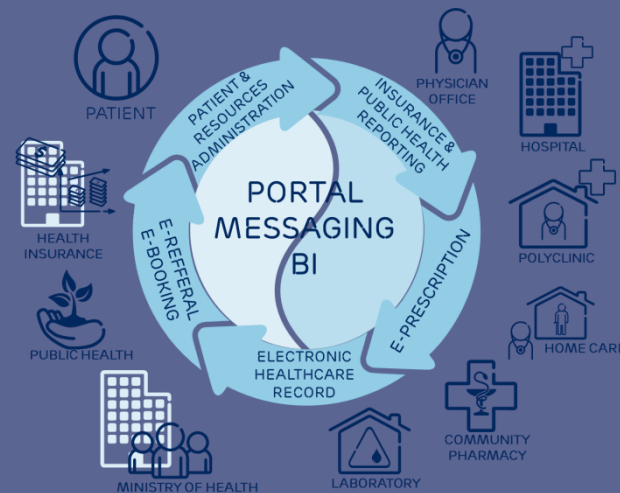 PATIENT
PHYSICIAN
OFFICE
HOSPITAL
POLYCLINIC
HOME CARE
COMMUNITY
PHARMACY
LABORATORY
MINISTRY OF HEALTH
PUBLIC HEALTH
HEALTH
INSURANCE
PATIENT &
RESOURCES
ADMINISTRATION
INSURANCE &
PUBLIC HEALTH
REPORTING
E-PRESCRIPTION
ELECTRONIC
HEALTHCARE
RECORD
E-REFFERAL
E-BOOKING
PORTAL
MESSAGING
BI